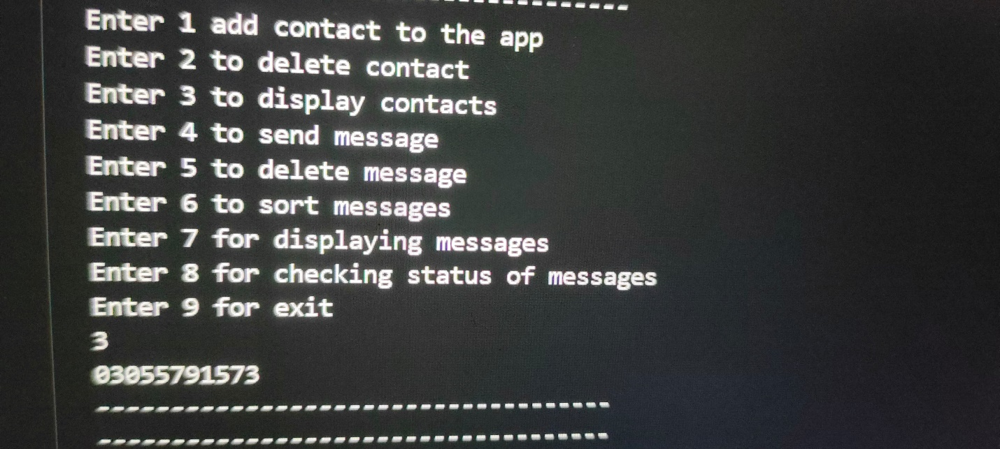 Enter 1 add contact to the app
Enter 2 to delete contact
Enter 3 to display contacts
Enter 4 to send message
Enter 5 to delete message
Enter 6 to sort messages
Enter 7 for displaying messages
Enter 8 for checking status of messages
Enter 9 for exit
3
03055791573
-----------------------------------
-----------------------------------